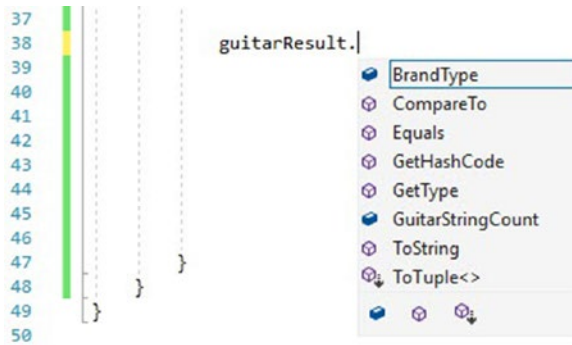 37
38 guitarResult.
BrandType
CompareTo
Equals
GetHashCode
GetType
GuitarStringCount
ToString
ToTuple<>
39
40
41
42
43
44
45
46
47 }
48 }
49 }
50